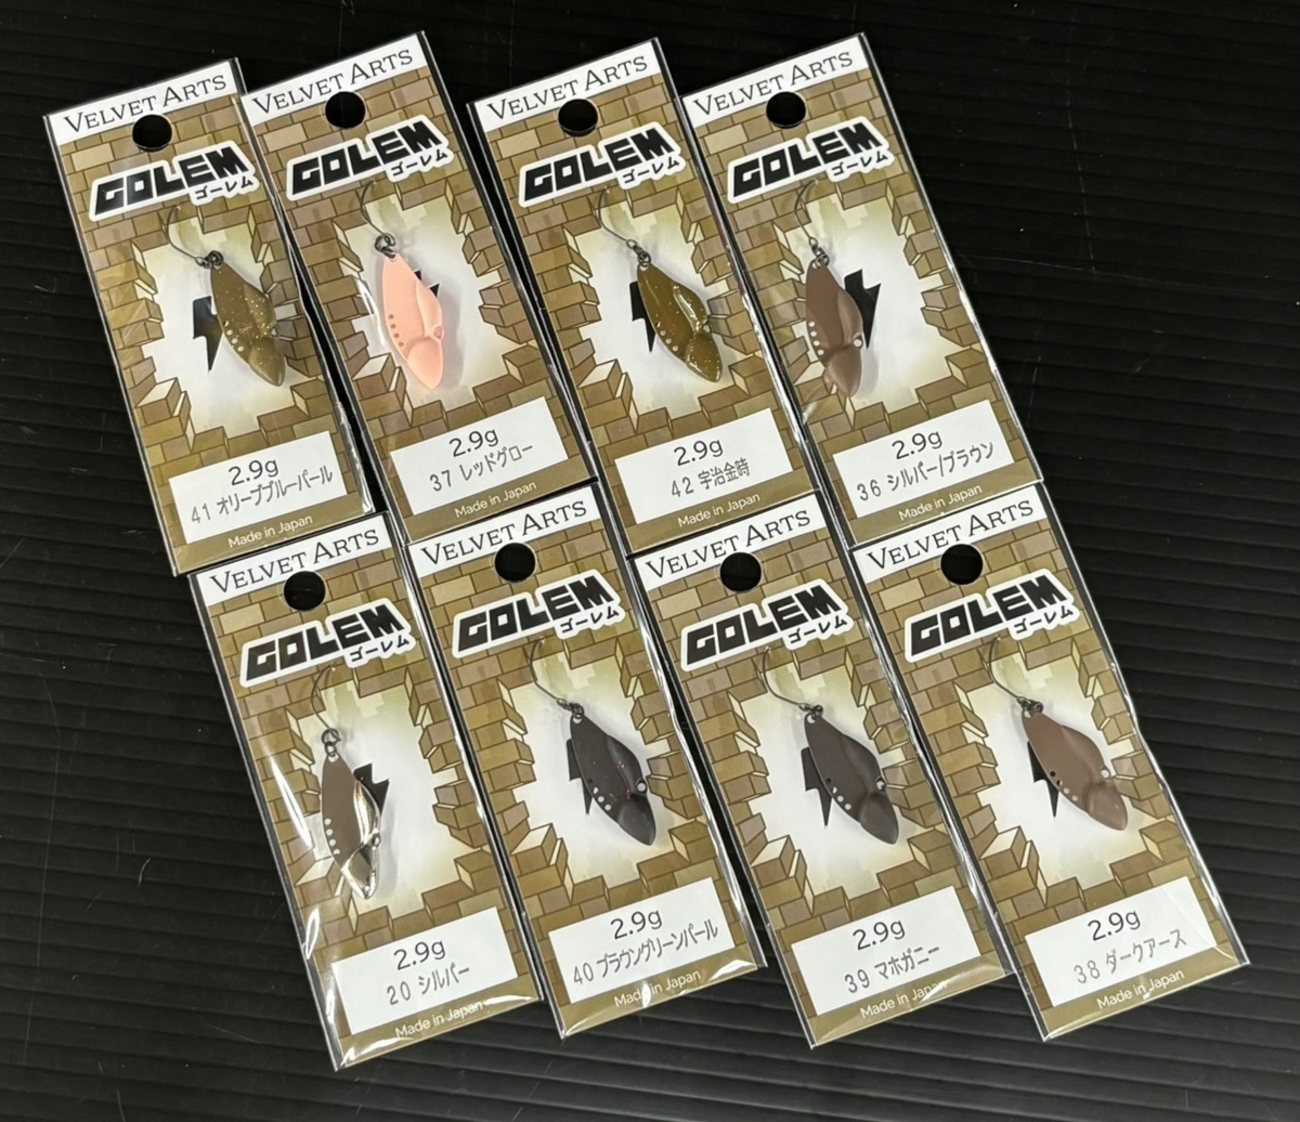 VELVET ARTS
GOLEM
ゴーレム
2.9g
41 オリーブブルーパール
Made in Japan
VELVET ARTS
GOLEM
ゴーレム
2.9g
37 レッドグロー
Made in Japan
VELVET ARTS
GOLEM
ゴーレム
2.9g
42 宇治金時
Made in Japan
VELVET ARTS
GOLEM
ゴーレム
2.9g
36 シルバー/ブラウン
Made in Japan
VELVET ARTS
GOLEM
ゴーレム
2.9g
20 シルバー
Made in Japan
VELVET ARTS
GOLEM
ゴーレム
2.9g
40 ブラウングリーンパール
Made in Japan
VELVET ARTS
GOLEM
ゴーレム
2.9g
39 マホガニー
Made in Japan
VELVET ARTS
GOLEM
ゴーレム
2.9g
38 ダークアース
Made in Japan